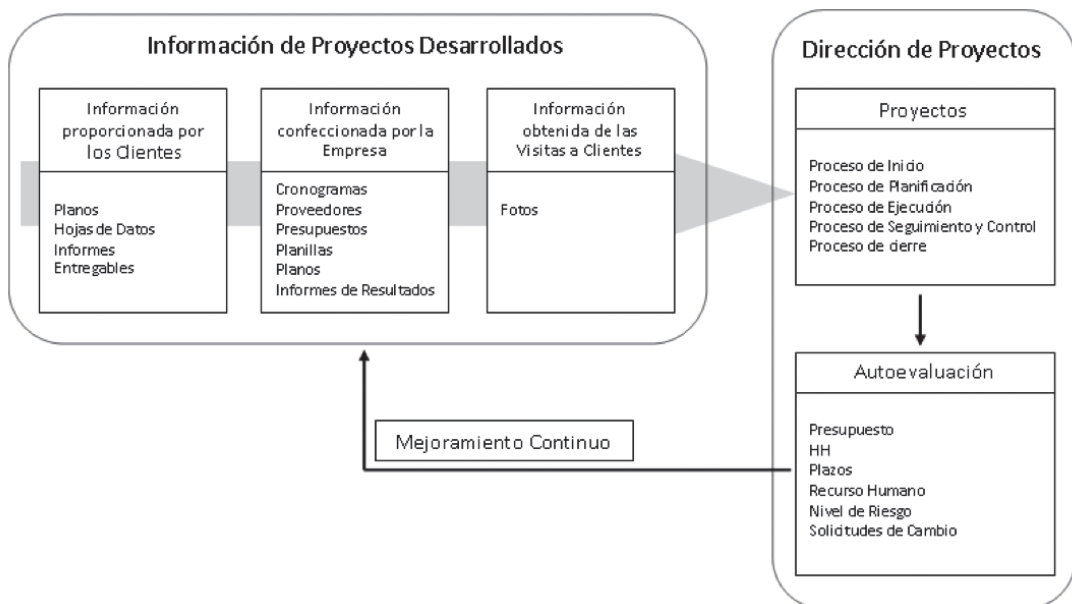 Información de Proyectos Desarrollados
Información
proporcionada por
los Clientes
Planos
Hojas de Datos
Informes
Entregables
Información
confeccionada por la
Empresa
Cronogramas
Proveedores
Presupuestos
Planillas
Planos
Informes de Resultados
Información
obtenida de las
Visitas a Clientes
Fotos
Dirección de Proyectos
Proyectos
Proceso de Inicio
Proceso de Planificación
Proceso de Ejecución
Proceso de Seguimiento y Control
Proceso de cierre
Autoevaluación
Presupuesto
HH
Plazos
Recurso Humano
Nivel de Riesgo
Solicitudes de Cambio
Mejoramiento Continuo